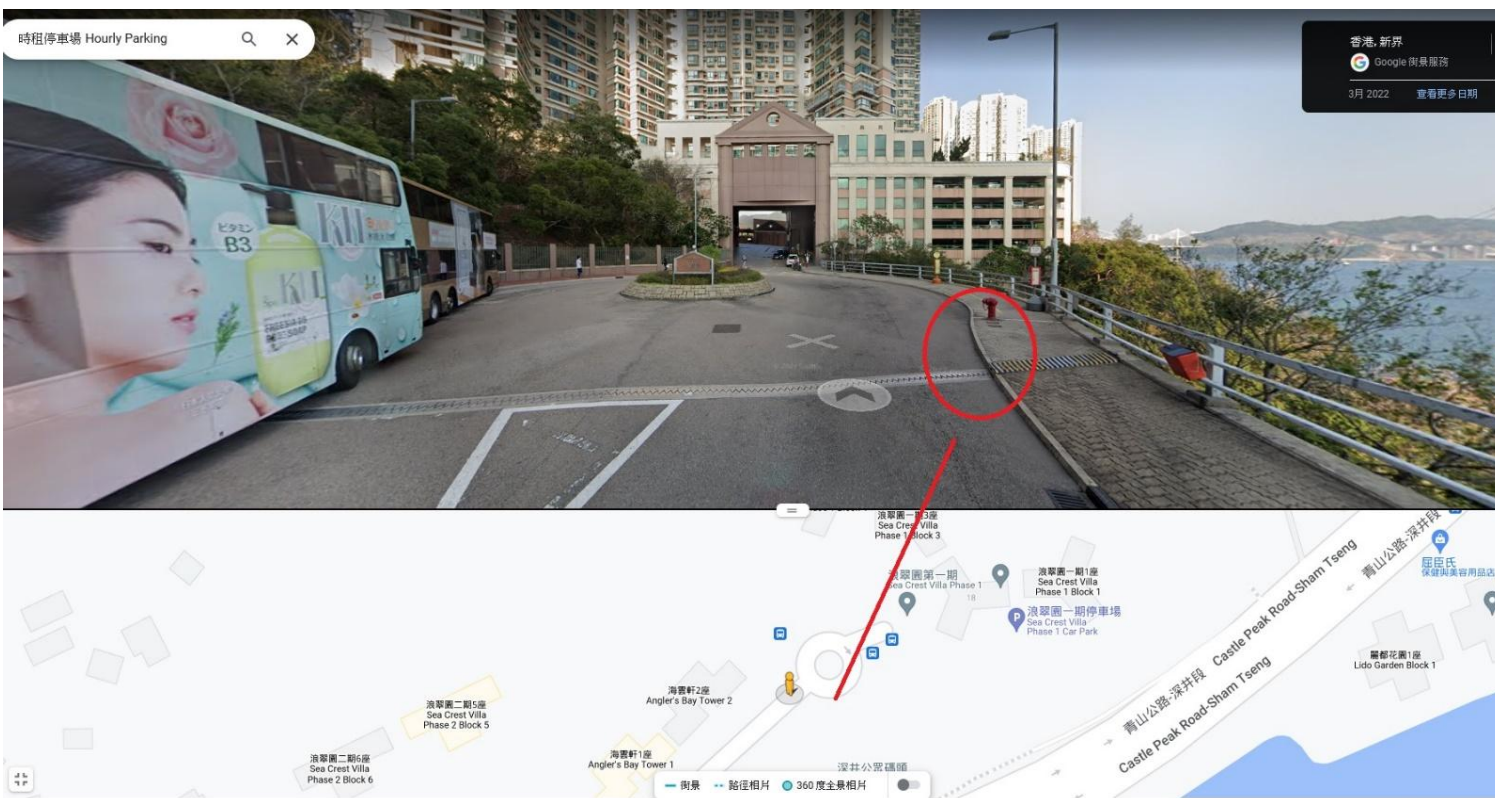 時租停車場 Hourly Parking
香港, 新界
Google 街景服務
3月 2022
查看更多日期
ビタミン
B3
KII
KII
浪翠園一期3座
Sea Crest Villa
Phase 1 Block 3
浪翠園第一期
Sea Crest Villa Phase 1
18
浪翠園一期1座
Sea Crest Villa
Phase 1 Block 1
浪翠園一期停車場
Sea Crest Villa
Phase 1 Car Park
青山公路-深井段
Castle Peak Road-Sham Tseng
青山公路-深井段
Castle Peak Road-Sham Tseng
屈臣氏
保健與美容用品店
麗都花園1座
Lido Garden Block 1
海雲軒2座
Angler's Bay Tower 2
浪翠園二期5座
Sea Crest Villa
Phase 2 Block 5
海雲軒1座
Angler's Bay Tower 1
浪翠園二期6座
Sea Crest Villa
Phase 2 Block 6
深井公眾碼頭
街景
路徑相片
360 度全景相片